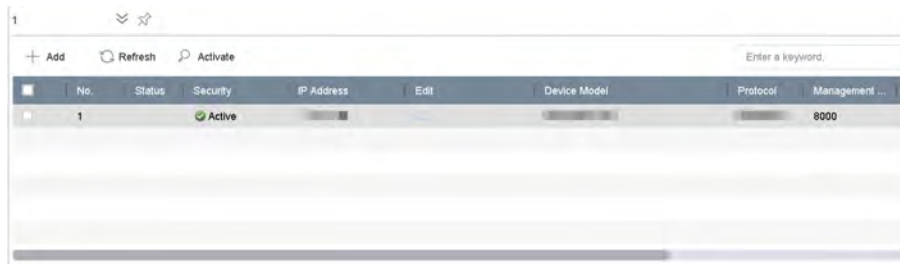 1
Add Refresh Activate Enter a keyword.
No. Status Security IP Address Edit Device Model Protocol Management ...
1 Active 8000